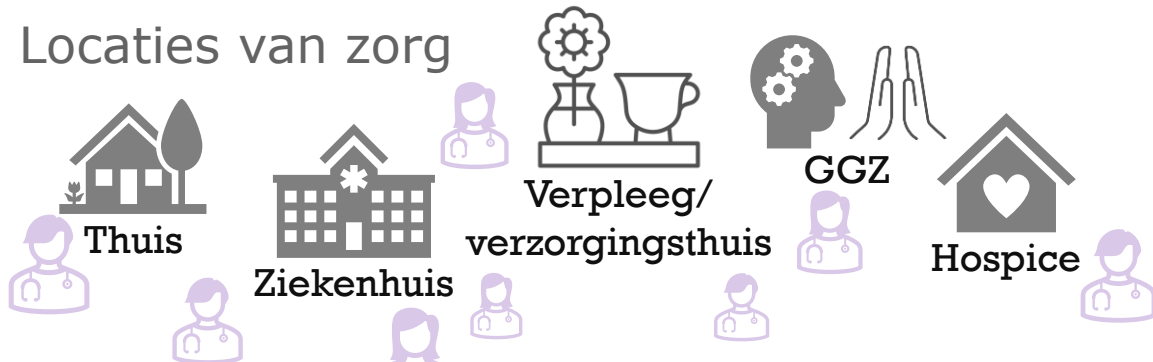 Locaties van zorg
Thuis
Ziekenhuis
Verpleeg/
verzorgingsthuis
GGZ
Hospice